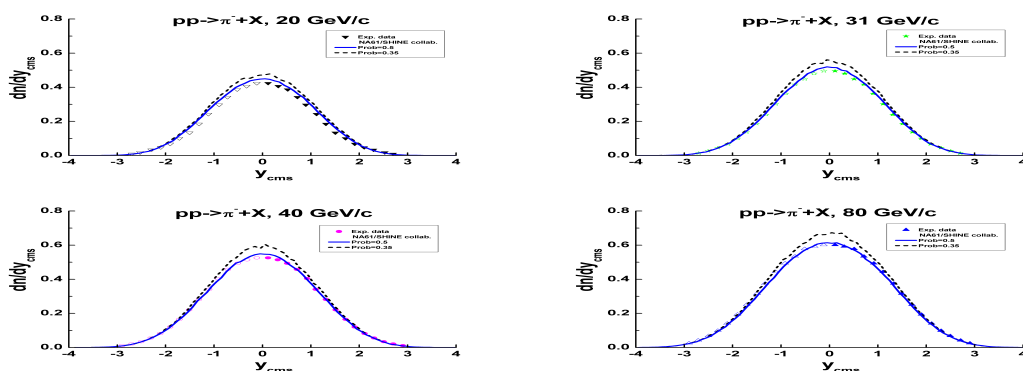 pp->π⁻+X, 20 GeV/c
0.8
Exp. data
NA61/SHINE collab.
Prob=0.5
Prob=0.35
0.6
dn/dy_cms
0.4
0.2
0.0
-4 -3 -2 -1 0 1 2 3 4
y_cms
pp->π⁻+X, 31 GeV/c
0.8
Exp. data
NA61/SHINE collab.
Prob=0.5
Prob=0.35
0.6
dn/dy_cms
0.4
0.2
0.0
-4 -3 -2 -1 0 1 2 3 4
y_cms
pp->π⁻+X, 40 GeV/c
0.8
Exp. data
NA61/SHINE collab.
Prob=0.5
Prob=0.35
0.6
dn/dy_cms
0.4
0.2
0.0
-4 -3 -2 -1 0 1 2 3 4
y_cms
pp->π⁻+X, 80 GeV/c
0.8
Exp. data
NA61/SHINE collab.
Prob=0.5
Prob=0.35
0.6
dn/dy_cms
0.4
0.2
0.0
-4 -3 -2 -1 0 1 2 3 4
y_cms